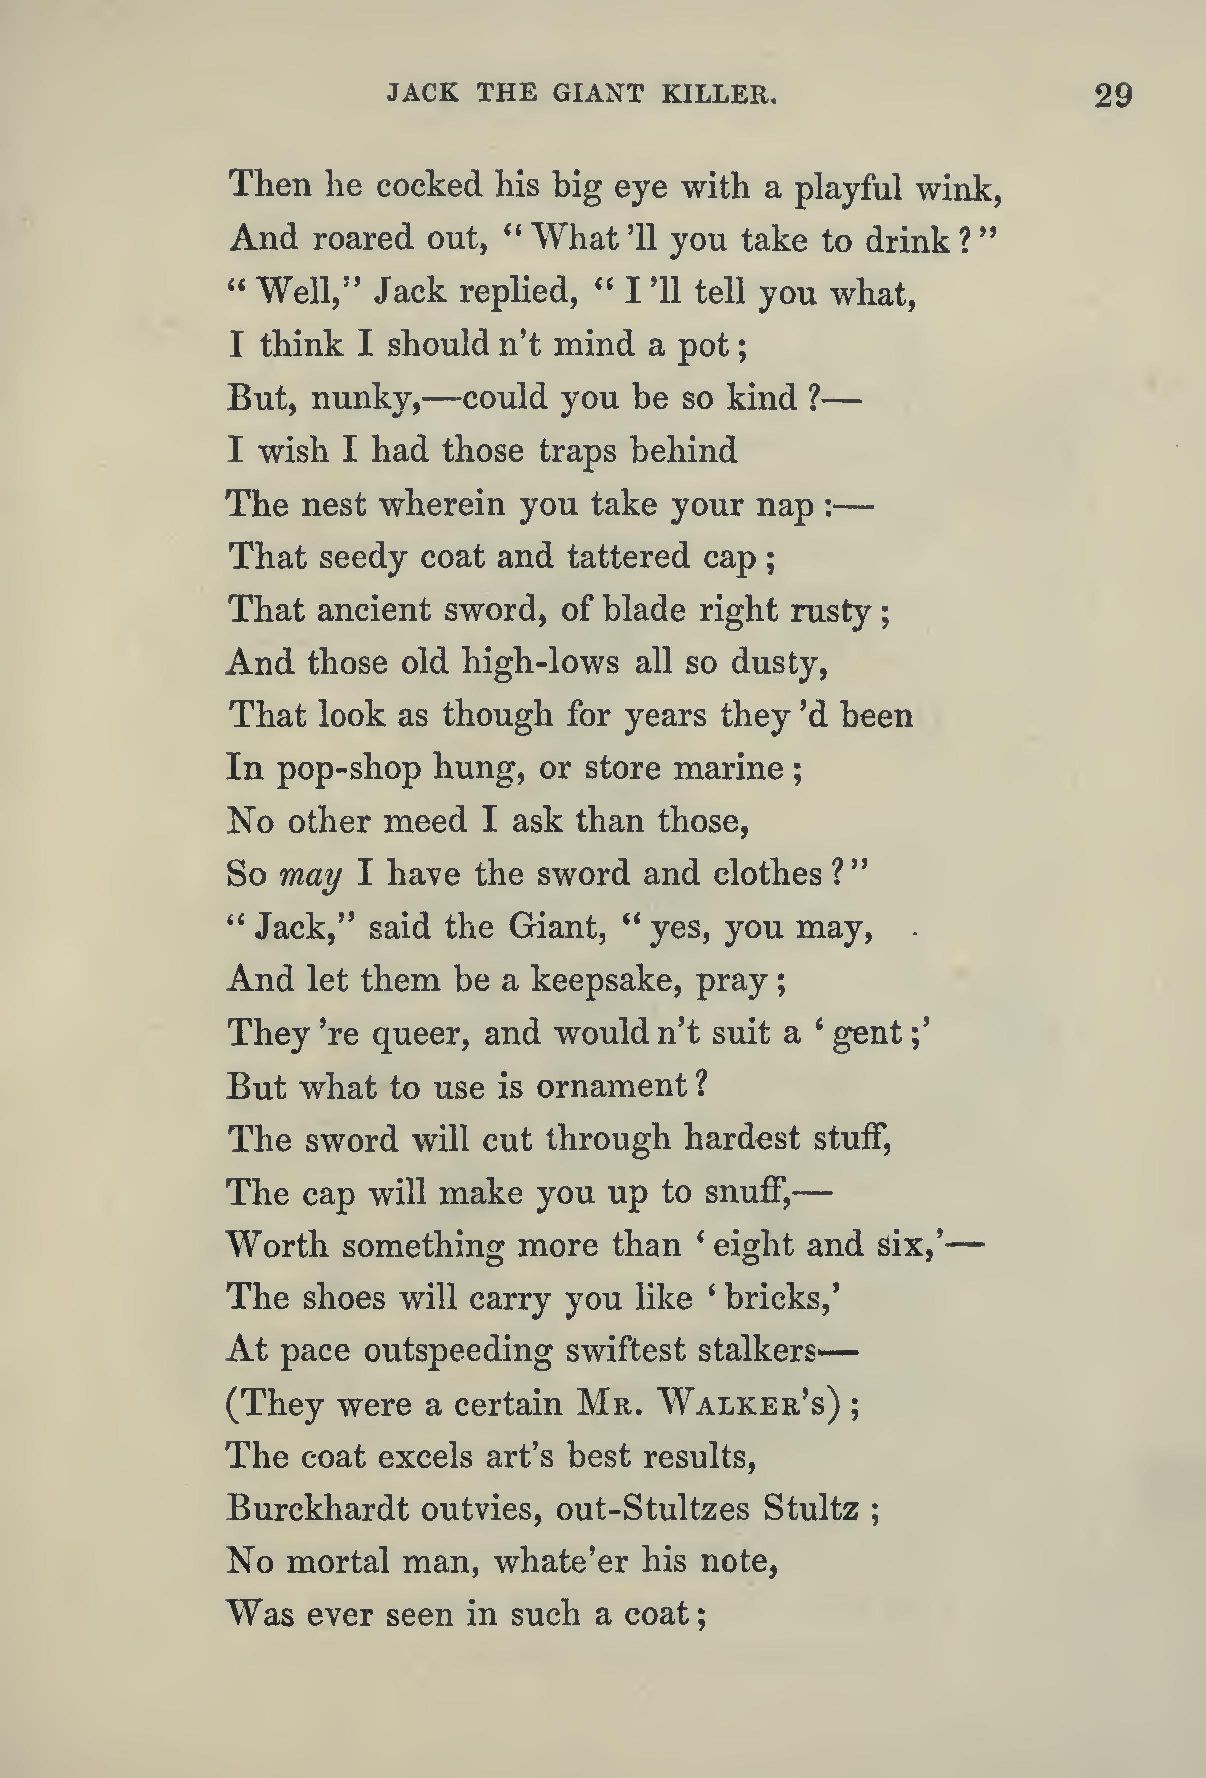 JACK THE GIANT KILLER. 29
Then he cocked his big eye with a playful wink,
And roared out, “What 'll you take to drink?”
“Well,” Jack replied, “I 'll tell you what,
I think I should n't mind a pot;
But, nunky,—could you be so kind?—
I wish I had those traps behind
The nest wherein you take your nap:—
That seedy coat and tattered cap;
That ancient sword, of blade right rusty;
And those old high-lows all so dusty,
That look as though for years they 'd been
In pop-shop hung, or store marine;
No other meed I ask than those,
So may I have the sword and clothes?”
“Jack,” said the Giant, “yes, you may,
And let them be a keepsake, pray;
They 're queer, and would n't suit a ‘gent;’
But what to use is ornament?
The sword will cut through hardest stuff,
The cap will make you up to snuff,—
Worth something more than ‘eight and six,’—
The shoes will carry you like ‘bricks,’
At pace outspeeding swiftest stalkers—
(They were a certain MR. WALKER'S);
The coat excels art's best results,
Burckhardt outvies, out-Stultzes Stultz;
No mortal man, whate'er his note,
Was ever seen in such a coat;